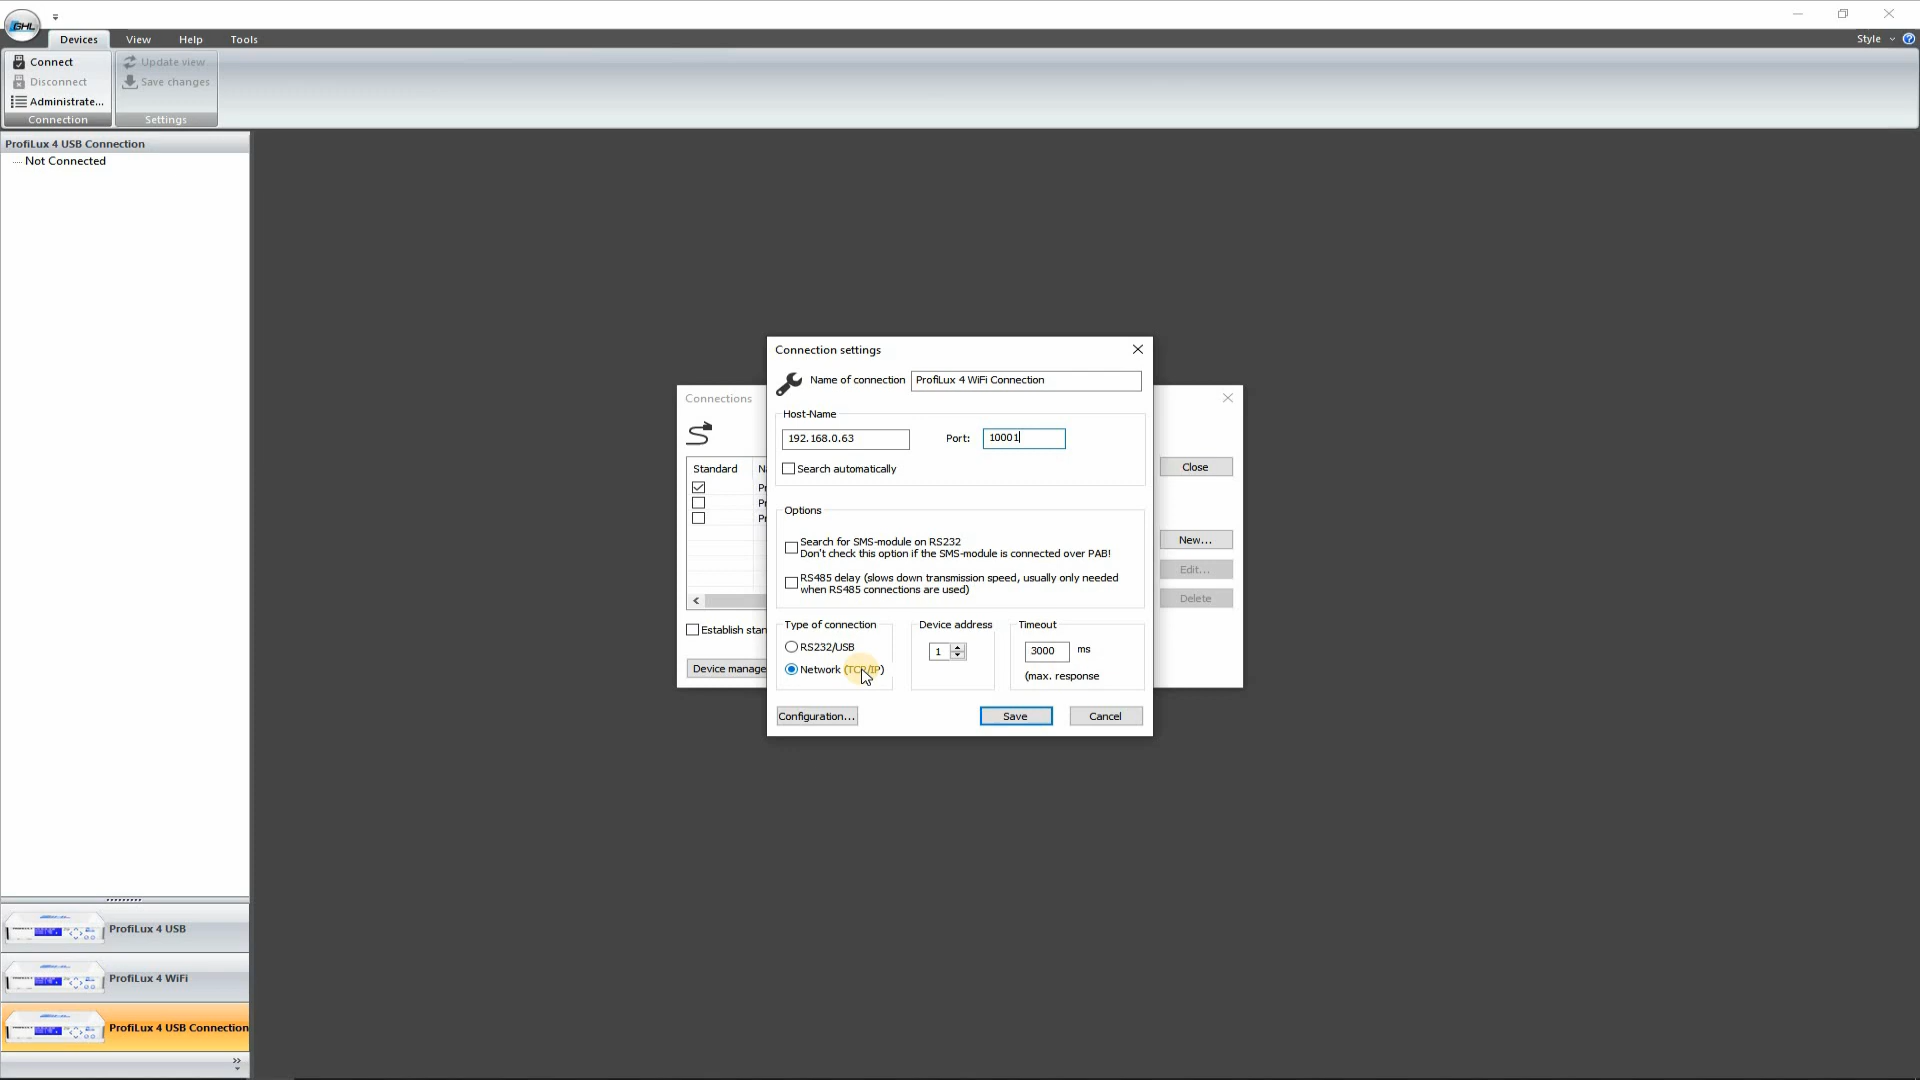 GHL
Devices View Help Tools
Style
Connect
Disconnect
Administrate...
Connection
Update view
Save changes
Settings
ProfiLux 4 USB Connection
Not Connected
Connection settings
Name of connection ProfiLux 4 WiFi Connection
Host-Name
192.168.0.63 Port: 10001
Search automatically
Options
Search for SMS-module on RS232
Don't check this option if the SMS-module is connected over PAB!
RS485 delay (slows down transmission speed, usually only needed
when RS485 connections are used)
Type of connection
RS232/USB
Network (TCP/IP)
Device address
1
Timeout
3000 ms
(max. response
Configuration... Save Cancel
Connections
Standard
Establish
Device
Close
New...
Edit...
Delete
ProfiLux 4 USB
ProfiLux 4 WiFi
ProfiLux 4 USB Connection